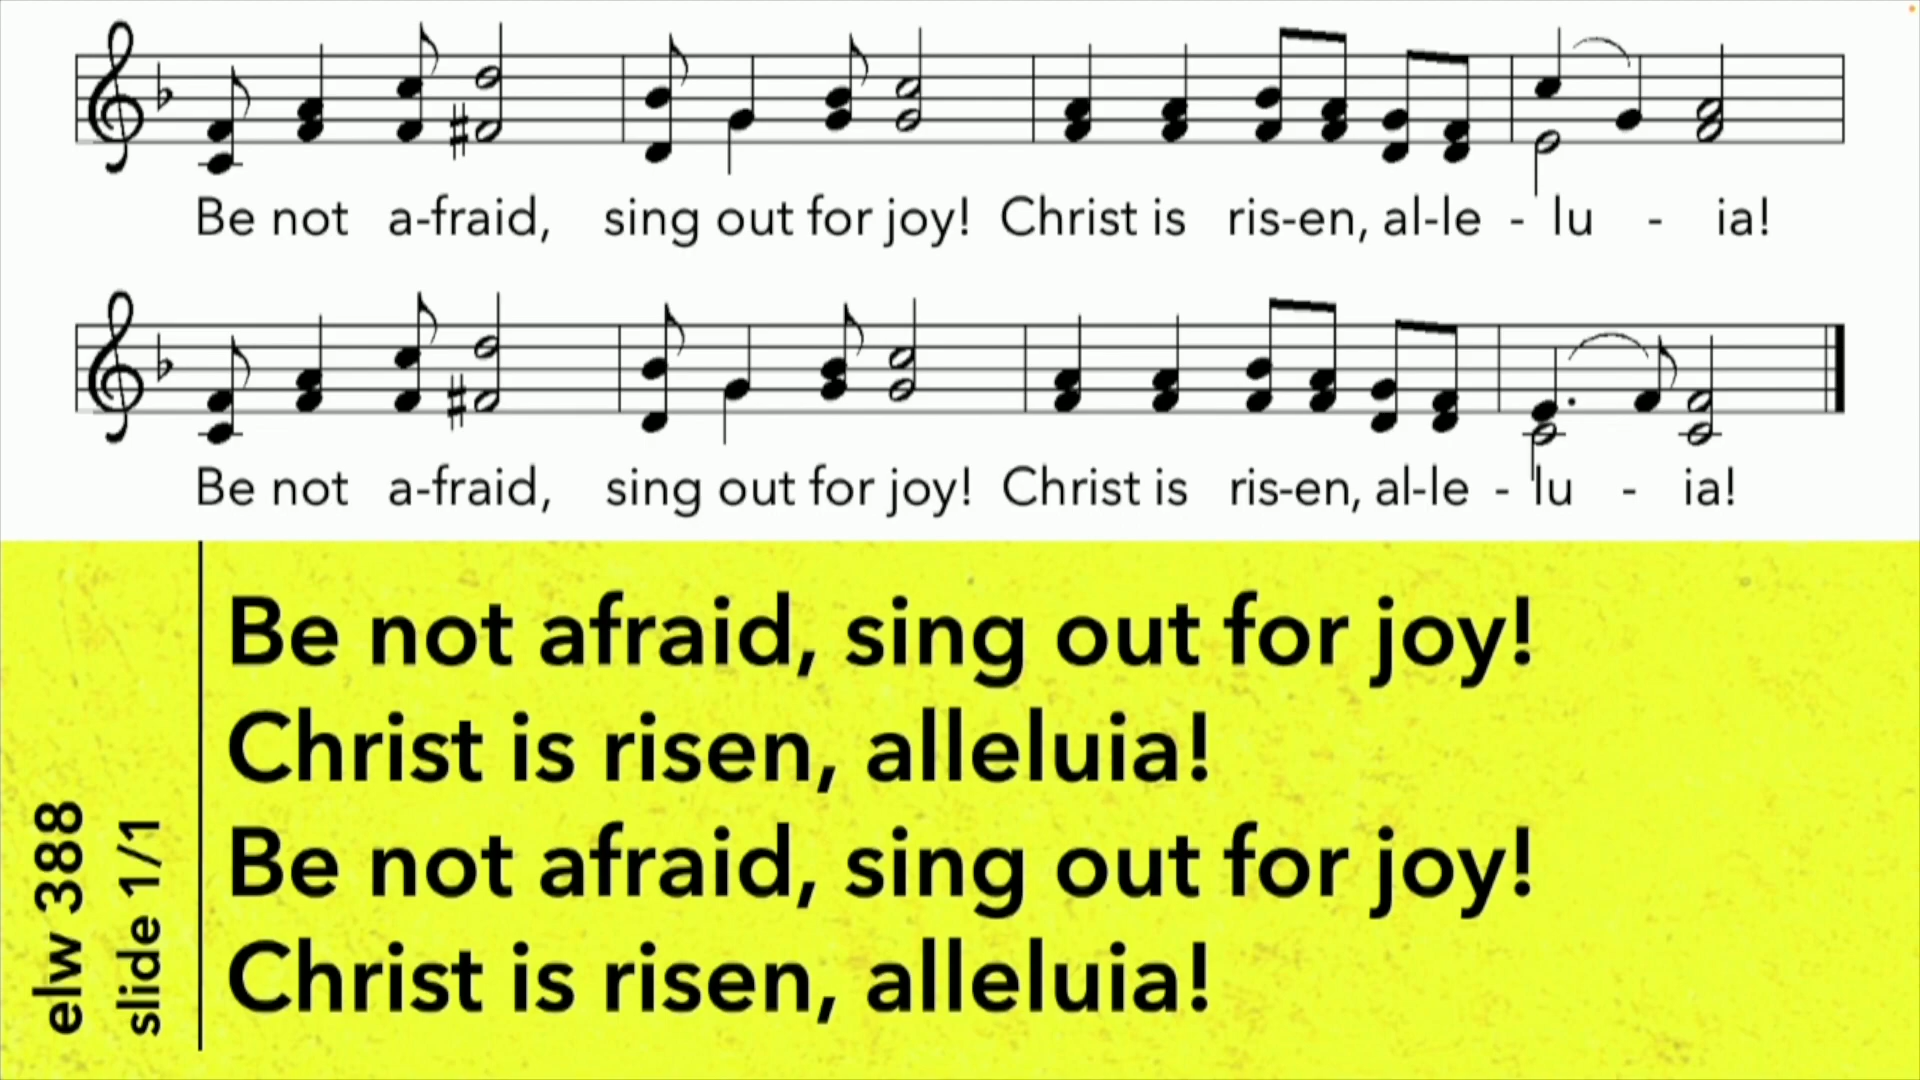 Be not a-fraid, sing out for joy! Christ is ris-en, al-le - lu - ia!
Be not a-fraid, sing out for joy! Christ is ris-en, al-le - lu - ia!
Be not afraid, sing out for joy!
Christ is risen, alleluia!
Be not afraid, sing out for joy!
Christ is risen, alleluia!
elw 388
slide 1/1